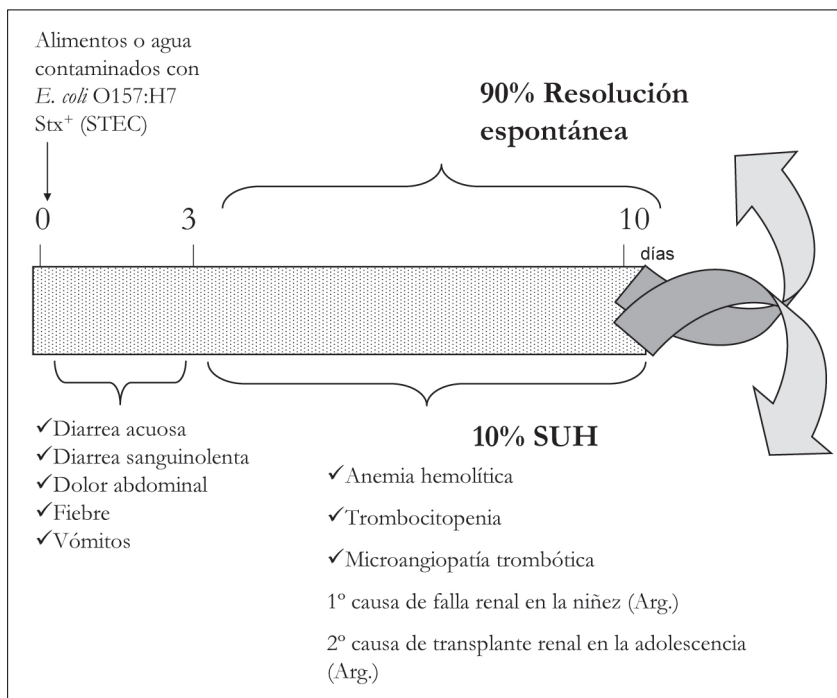 Alimentos o agua
contaminados con
E. coli O157:H7
Stx⁺ (STEC)
90% Resolución
espontánea
0
3
10
días
✓Diarrea acuosa
✓Diarrea sanguinolenta
✓Dolor abdominal
✓Fiebre
✓Vómitos
10% SUH
✓Anemia hemolítica
✓Trombocitopenia
✓Microangiopatía trombótica
1º causa de falla renal en la niñez (Arg.)
2º causa de transplante renal en la adolescencia
(Arg.)